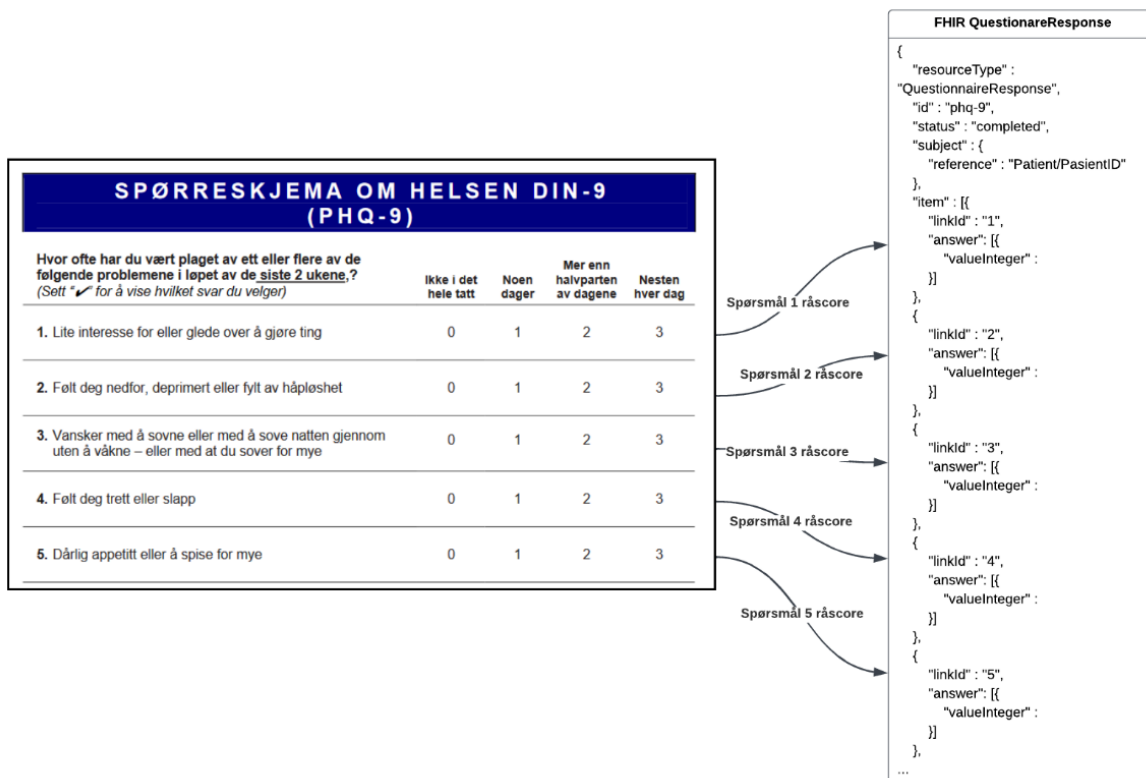 SPØRRESKJEMA OM HELSEN DIN-9
(PHQ-9)
Hvor ofte har du vært plaget av ett eller flere av de
følgende problemene i løpet av de siste 2 ukene,?
(Sett "✔" for å vise hvilket svar du velger)
Ikke i det
hele tatt
Noen
dager
Mer enn
halvparten
av dagene
Nesten
hver dag
1. Lite interesse for eller glede over å gjøre ting 0 1 2 3
2. Følt deg nedfor, deprimert eller fylt av håpløshet 0 1 2 3
3. Vansker med å sovne eller med å sove natten gjennom
uten å våkne – eller med at du sover for mye 0 1 2 3
4. Følt deg trett eller slapp 0 1 2 3
5. Dårlig appetitt eller å spise for mye 0 1 2 3
Spørsmål 1 råscore
Spørsmål 2 råscore
Spørsmål 3 råscore
Spørsmål 4 råscore
Spørsmål 5 råscore
FHIR QuestionareResponse
{
"resourceType" :
"QuestionnaireResponse",
"id" : "phq-9",
"status" : "completed",
"subject" : {
"reference" : "Patient/PasientID"
},
"item" : [{
"linkId" : "1",
"answer": [{
"valueInteger" :
}]
},
{
"linkId" : "2",
"answer": [{
"valueInteger" :
}]
},
{
"linkId" : "3",
"answer": [{
"valueInteger" :
}]
},
{
"linkId" : "4",
"answer": [{
"valueInteger" :
}]
},
{
"linkId" : "5",
"answer": [{
"valueInteger" :
}]
},
...